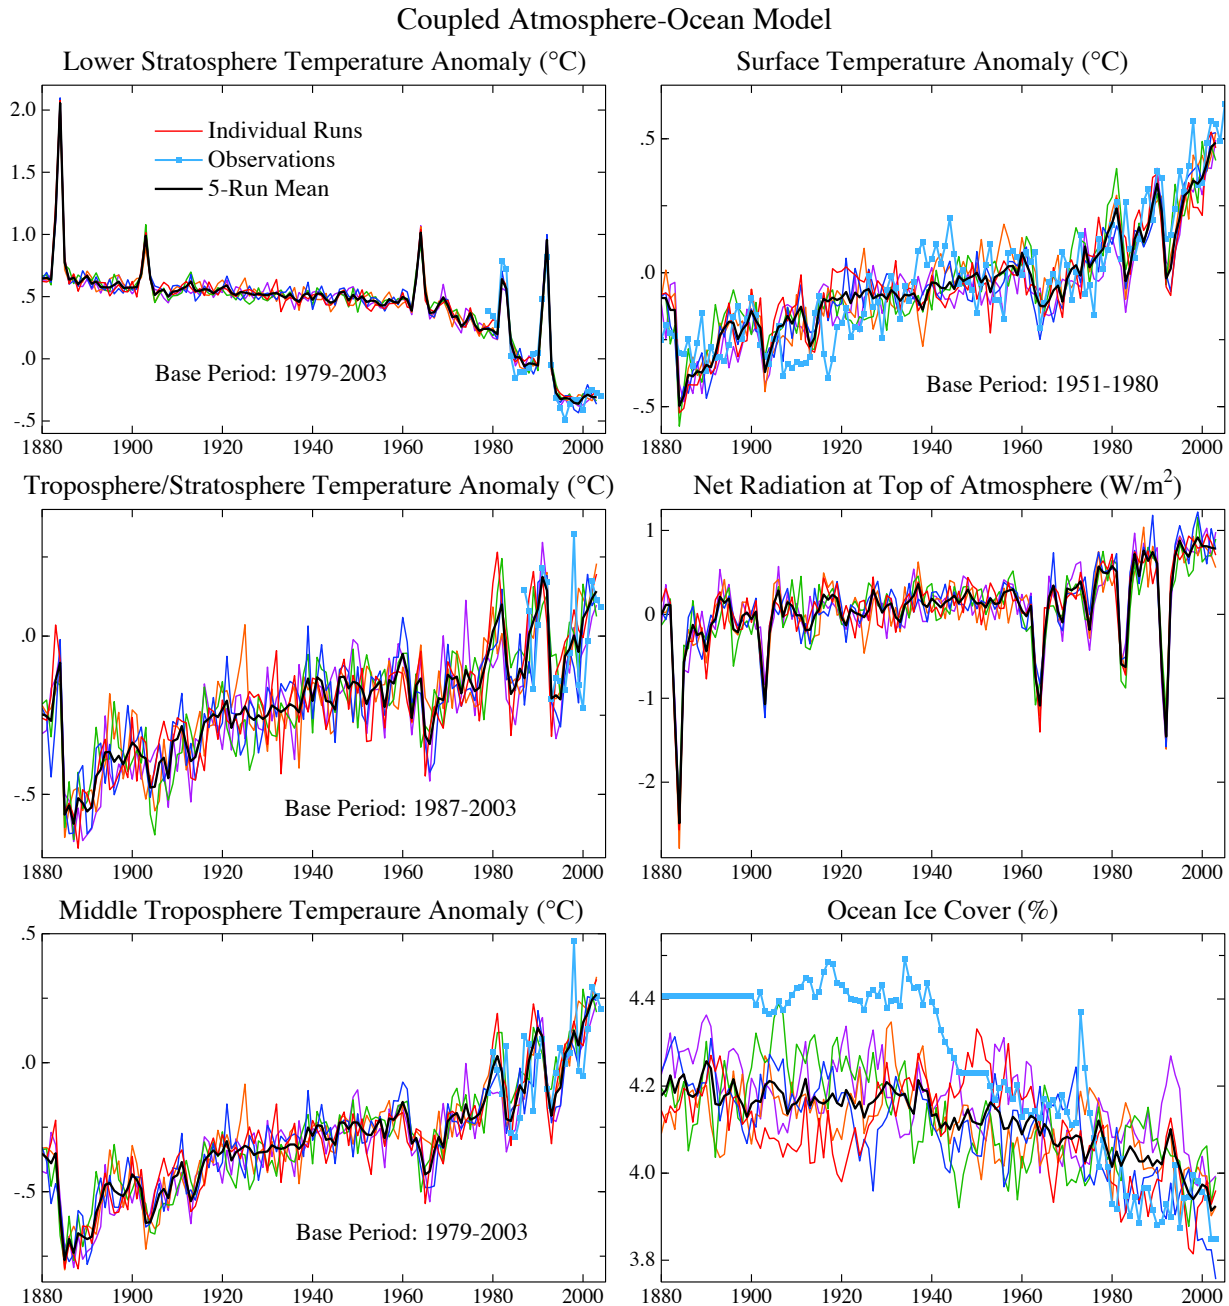 Coupled Atmosphere-Ocean Model
Lower Stratosphere Temperature Anomaly (°C)
2.0
1.5
1.0
.5
.0
-.5
Individual Runs
Observations
5-Run Mean
Base Period: 1979-2003
1880 1900 1920 1940 1960 1980 2000
Surface Temperature Anomaly (°C)
.5
.0
-.5
Base Period: 1951-1980
1880 1900 1920 1940 1960 1980 2000
Troposphere/Stratosphere Temperature Anomaly (°C)
.0
-.5
Base Period: 1987-2003
1880 1900 1920 1940 1960 1980 2000
Net Radiation at Top of Atmosphere (W/m²)
1
0
-1
-2
1880 1900 1920 1940 1960 1980 2000
Middle Troposphere Temperaure Anomaly (°C)
.5
.0
-.5
Base Period: 1979-2003
1880 1900 1920 1940 1960 1980 2000
Ocean Ice Cover (%)
4.4
4.2
4.0
3.8
1880 1900 1920 1940 1960 1980 2000